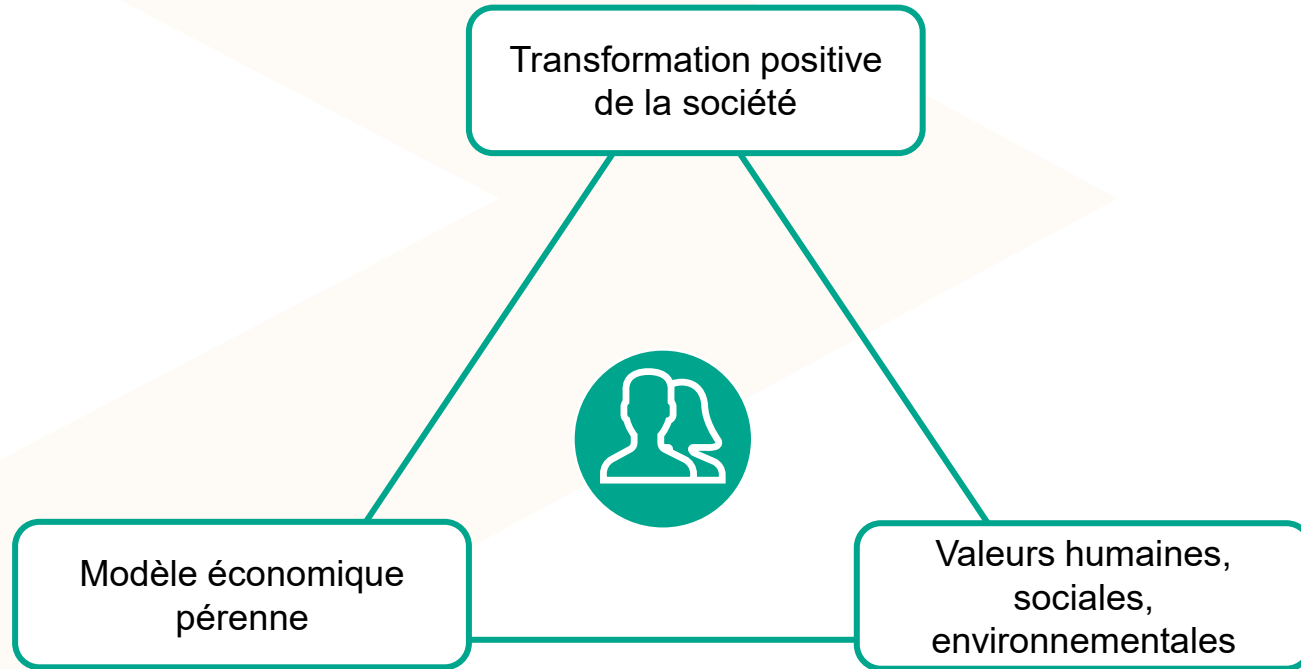 Transformation positive
de la société
Modèle économique
pérenne
Valeurs humaines,
sociales,
environnementales